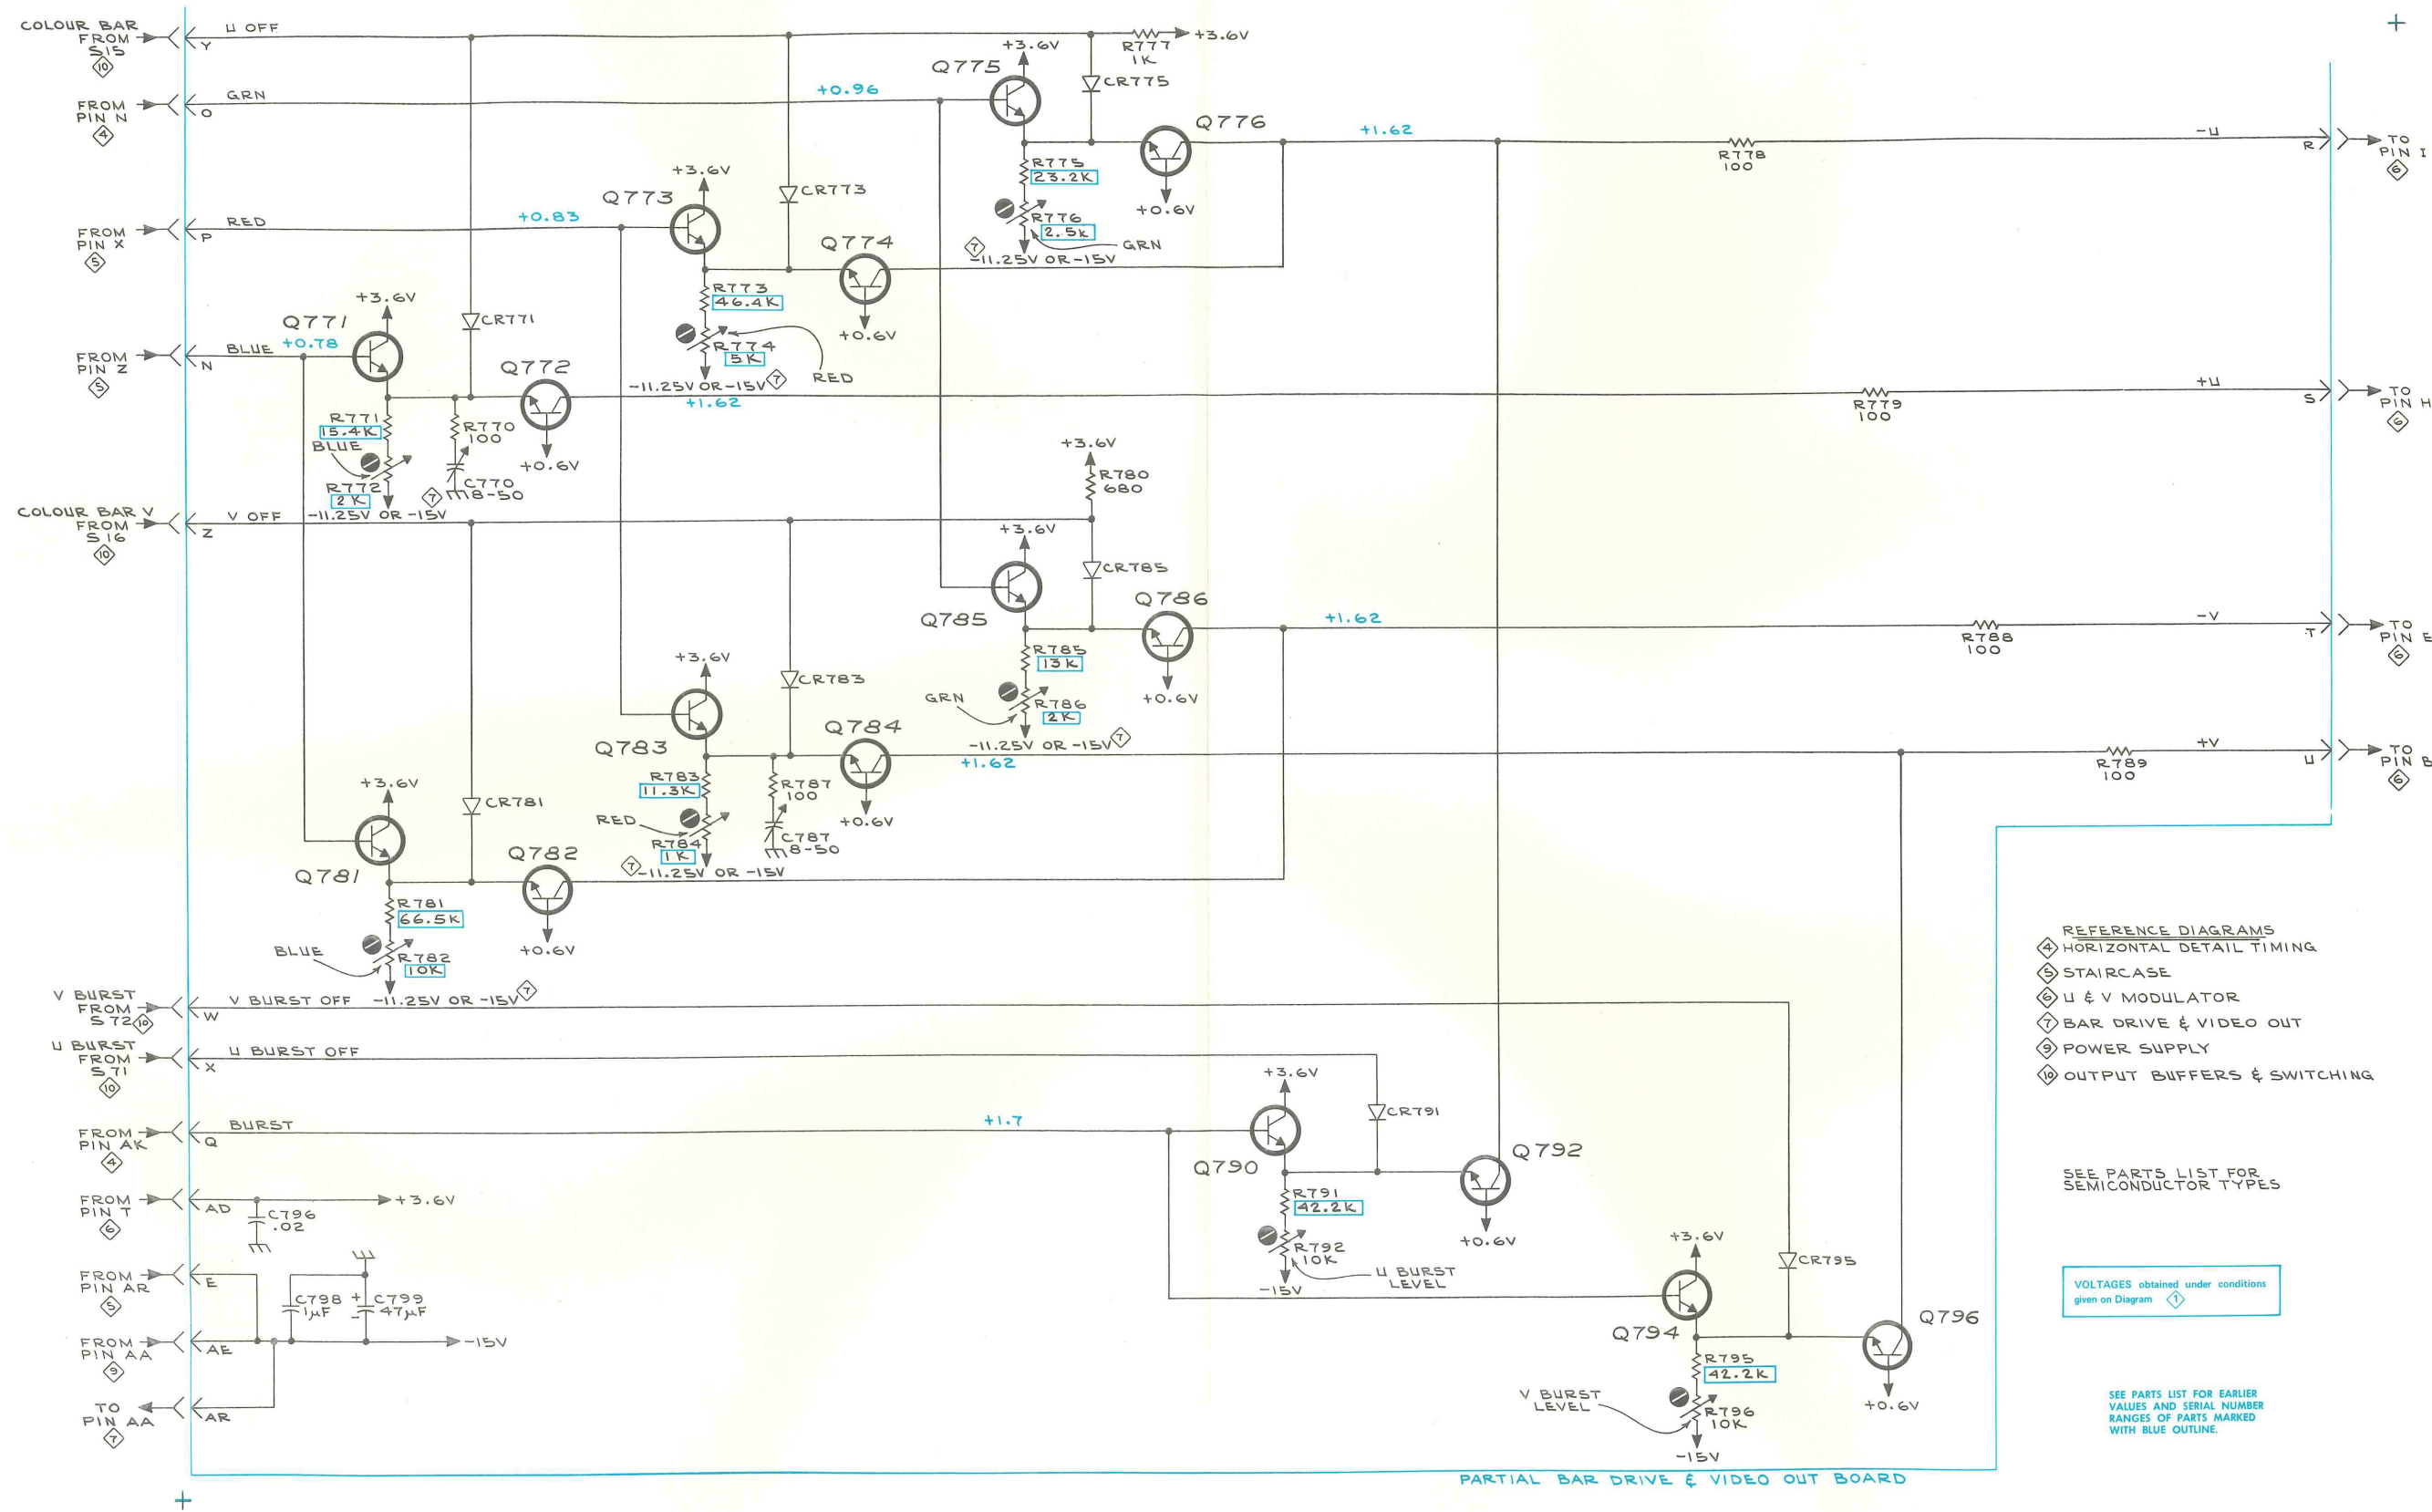 COLOUR BAR
FROM
S15
10
Y
U OFF
R777
1K
+3.6V
FROM
PIN N
4
O
GRN
+0.96
Q775
+3.6V
CR775
Q776
+0.6V
+1.62
R775
23.2K
R776
2.5K
GRN
7
-11.25V OR -15V
R778
100
-U
R
TO
PIN I
6
FROM
PIN X
5
P
RED
+0.83
Q773
+3.6V
CR773
Q774
+0.6V
R773
46.4K
R774
5K
RED
-11.25V OR -15V
7
FROM
PIN Z
5
N
BLUE
+0.78
Q771
+3.6V
CR771
Q772
+0.6V
+1.62
R771
15.4K
BLUE
R772
2K
R770
100
C770
8-50
7
-11.25V OR -15V
R779
100
+U
S
TO
PIN H
6
COLOUR BAR V
FROM
S16
10
Z
V OFF
+3.6V
R780
680
+3.6V
Q785
CR785
Q786
+0.6V
+1.62
R785
13K
R786
2K
GRN
-11.25V OR -15V
7
R788
100
-V
T
TO
PIN E
6
+3.6V
Q783
CR783
Q784
+0.6V
+1.62
R783
11.3K
RED
R784
1K
R787
100
C787
8-50
7
-11.25V OR -15V
R789
100
+V
U
TO
PIN B
6
+3.6V
Q781
CR781
Q782
+0.6V
R781
66.5K
BLUE
R782
10K
-11.25V OR -15V
7
V BURST
FROM
S72
10
W
V BURST OFF
U BURST
FROM
S71
10
X
U BURST OFF
FROM
PIN AK
4
Q
BURST
+1.7
+3.6V
Q790
CR791
Q792
+0.6V
R791
42.2K
R792
10K
U BURST
LEVEL
-15V
+3.6V
Q794
CR795
Q796
+0.6V
R795
42.2K
V BURST
LEVEL
R796
10K
-15V
FROM
PIN T
6
AD
+3.6V
C796
.02
FROM
PIN AR
5
E
C798
1µF
+
-
C799
47µF
FROM
PIN AA
9
AE
-15V
TO
PIN AA
7
AR
REFERENCE DIAGRAMS
4 HORIZONTAL DETAIL TIMING
5 STAIRCASE
6 U & V MODULATOR
7 BAR DRIVE & VIDEO OUT
9 POWER SUPPLY
10 OUTPUT BUFFERS & SWITCHING
SEE PARTS LIST FOR
SEMICONDUCTOR TYPES
VOLTAGES obtained under conditions
given on Diagram 1
SEE PARTS LIST FOR EARLIER
VALUES AND SERIAL NUMBER
RANGES OF PARTS MARKED
WITH BLUE OUTLINE.
PARTIAL BAR DRIVE & VIDEO OUT BOARD